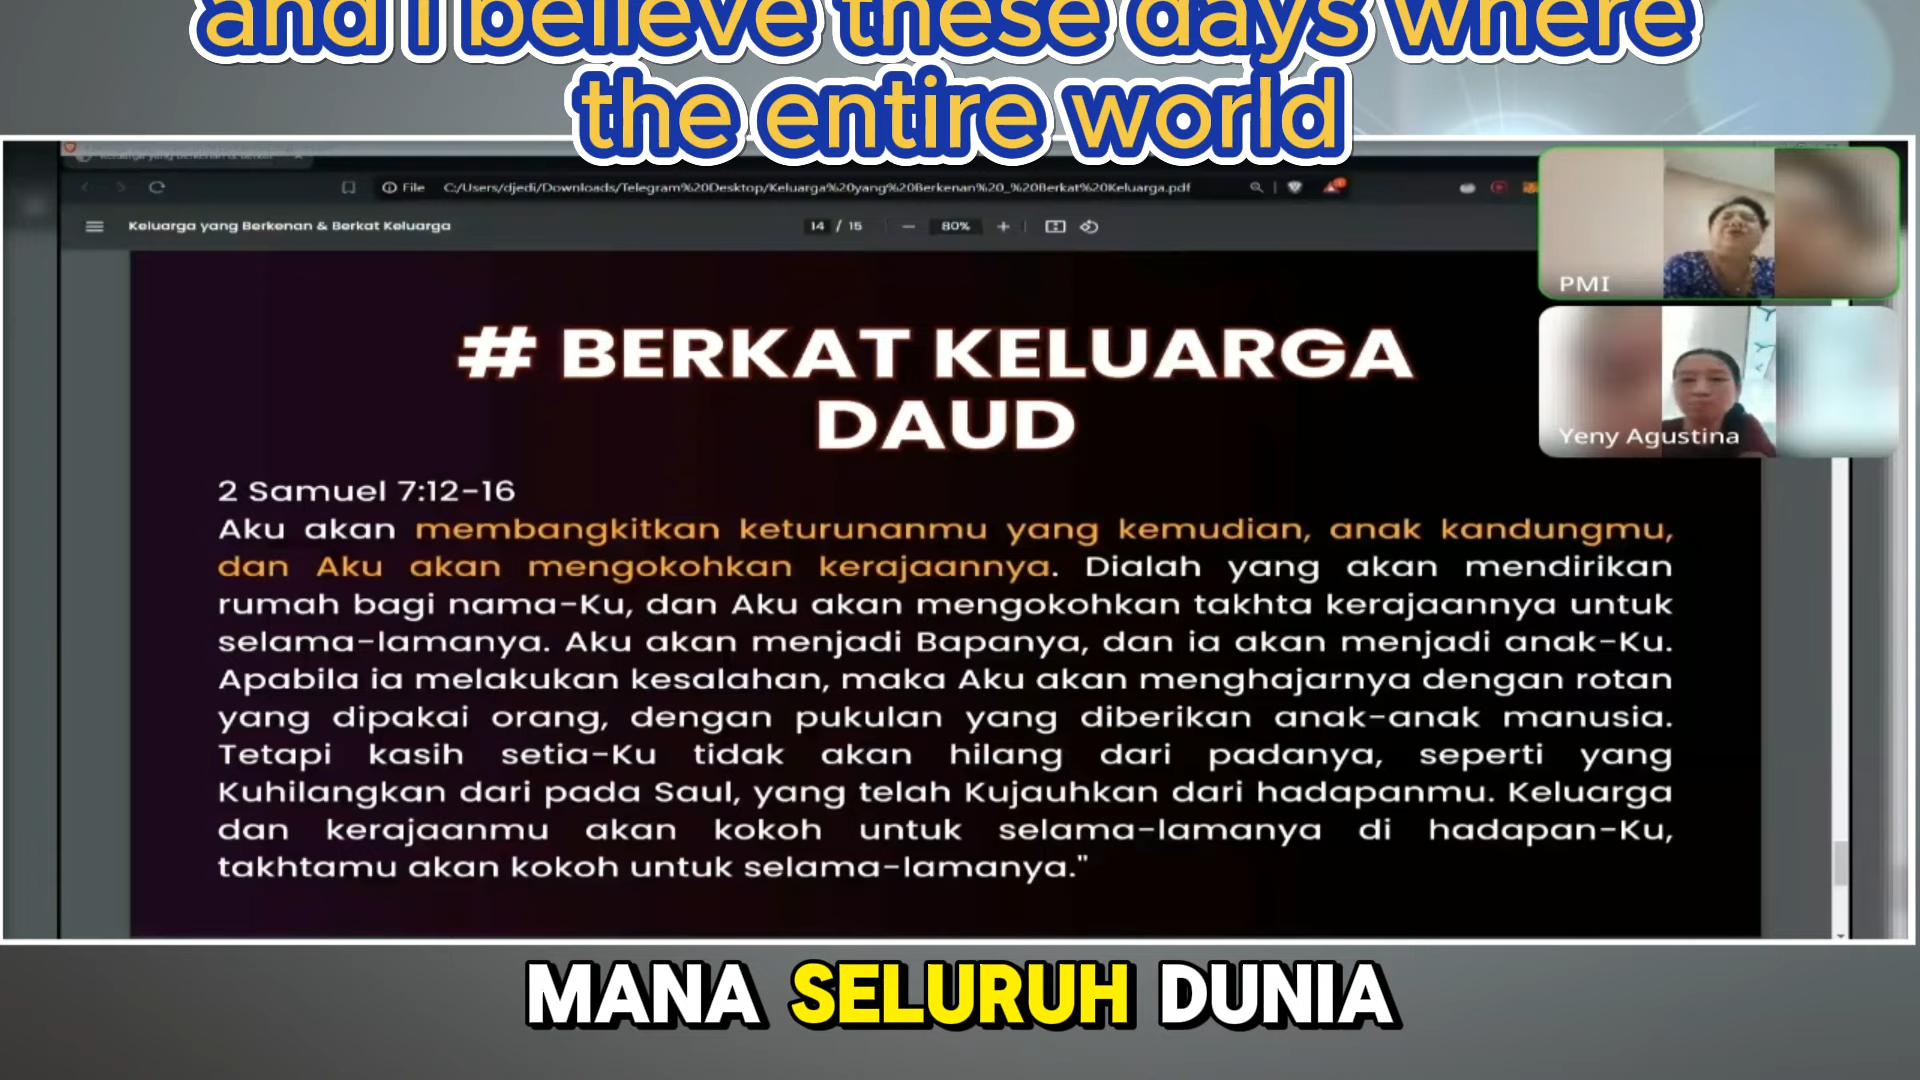 and I believe these days where
the entire world
File C:/Users/djedi/Downloads/Telegram%20Desktop/Keluarga%20yang%20Berkenan%20_%20Berkat%20Keluarga.pdf
Keluarga yang Berkenan & Berkat Keluarga 14 / 15 80%
PMI
Yeny Agustina
# BERKAT KELUARGA
DAUD
2 Samuel 7:12-16
Aku akan membangkitkan keturunanmu yang kemudian, anak kandungmu,
dan Aku akan mengokohkan kerajaannya. Dialah yang akan mendirikan
rumah bagi nama-Ku, dan Aku akan mengokohkan takhta kerajaannya untuk
selama-lamanya. Aku akan menjadi Bapanya, dan ia akan menjadi anak-Ku.
Apabila ia melakukan kesalahan, maka Aku akan menghajarnya dengan rotan
yang dipakai orang, dengan pukulan yang diberikan anak-anak manusia.
Tetapi kasih setia-Ku tidak akan hilang dari padanya, seperti yang
Kuhilangkan dari pada Saul, yang telah Kujauhkan dari hadapanmu. Keluarga
dan kerajaanmu akan kokoh untuk selama-lamanya di hadapan-Ku,
takhtamu akan kokoh untuk selama-lamanya."
MANA SELURUH DUNIA